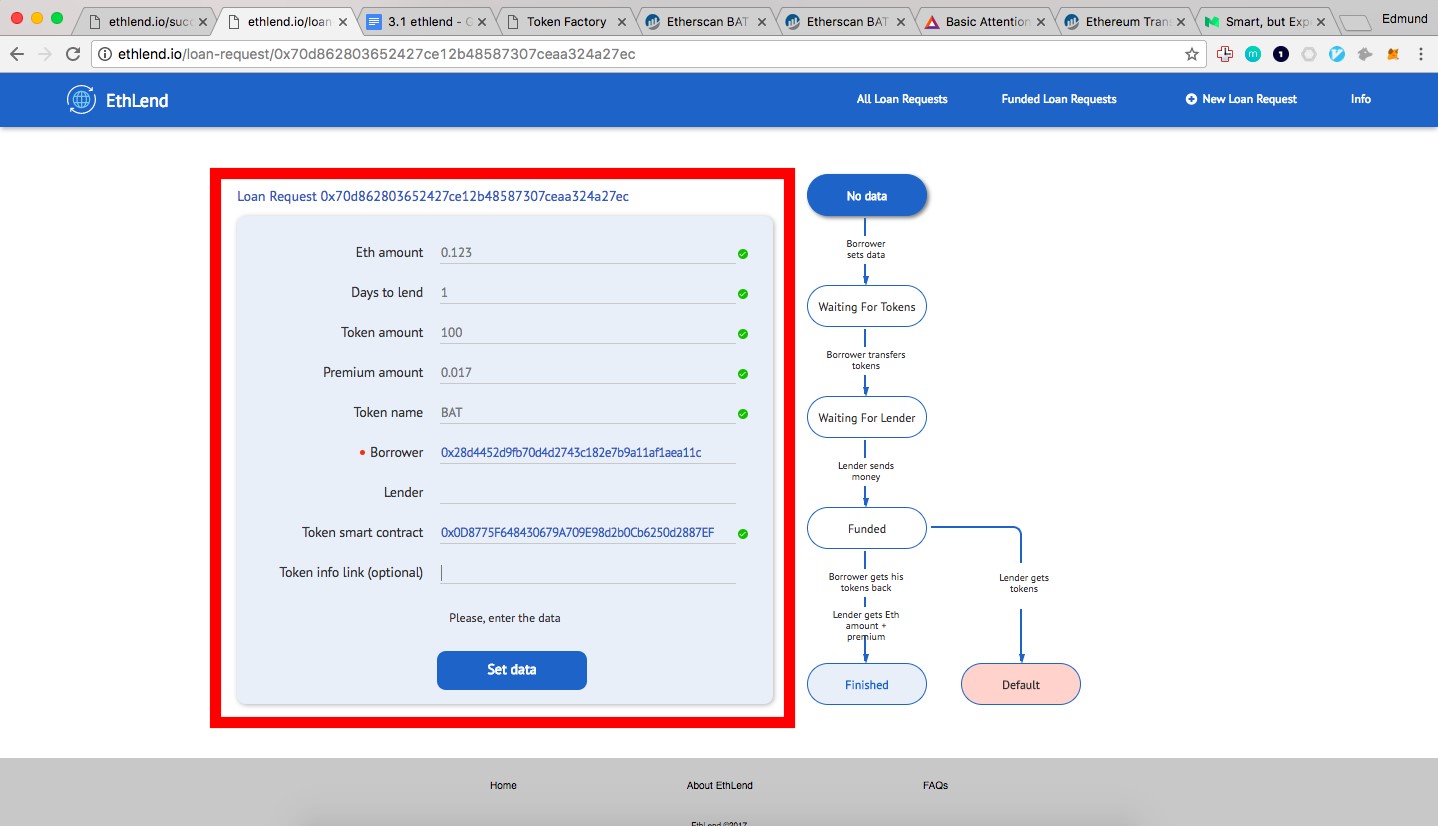 ethlend.io/succ
ethlend.io/loan
3.1 ethlend - G
Token Factory
Etherscan BAT
Etherscan BAT
Basic Attention
Ethereum Tran
Smart, but Exp
Edmund
ethlend.io/loan-request/0x70d862803652427ce12b48587307ceaa324a27ec
EthLend
All Loan Requests
Funded Loan Requests
New Loan Request
Info
Loan Request 0x70d862803652427ce12b48587307ceaa324a27ec
Eth amount 0.123
Days to lend 1
Token amount 100
Premium amount 0.017
Token name BAT
Borrower 0x28d4452d9fb70d4d2743c182e7b9a11af1aea11c
Lender
Token smart contract 0x0D8775F648430679A709E98d2b0Cb6250d2887EF
Token info link (optional)
Please, enter the data
Set data
No data
Borrower
sets data
Waiting For Tokens
Borrower transfers
tokens
Waiting For Lender
Lender sends
money
Funded
Borrower gets his
tokens back
Lender gets Eth
amount +
premium
Finished
Lender gets
tokens
Default
Home
About EthLend
FAQs
EthLend ©2017